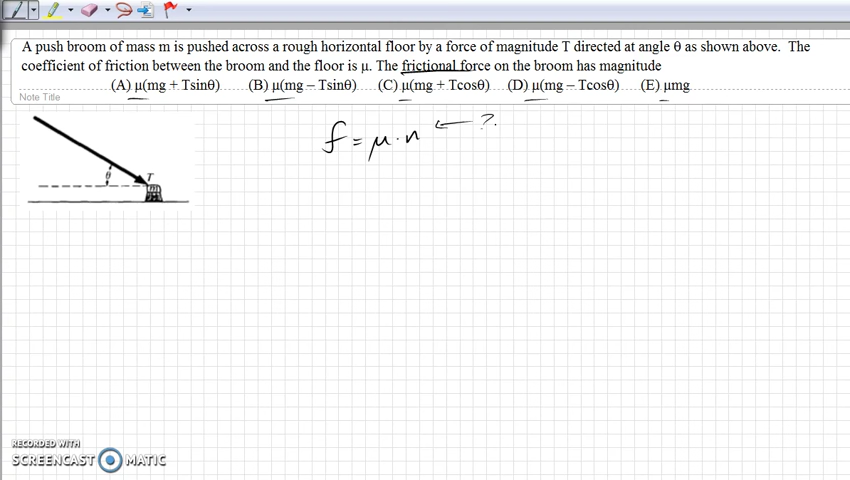 A push broom of mass m is pushed across a rough horizontal floor by a force of magnitude T directed at angle θ as shown above. The
coefficient of friction between the broom and the floor is μ. The frictional force on the broom has magnitude
(A) μ(mg + Tsinθ) (B) μ(mg – Tsinθ) (C) μ(mg + Tcosθ) (D) μ(mg – Tcosθ) (E) μmg
Note Title
f = μ · n ← ?
T
θ
RECORDED WITH
SCREENCAST MATIC